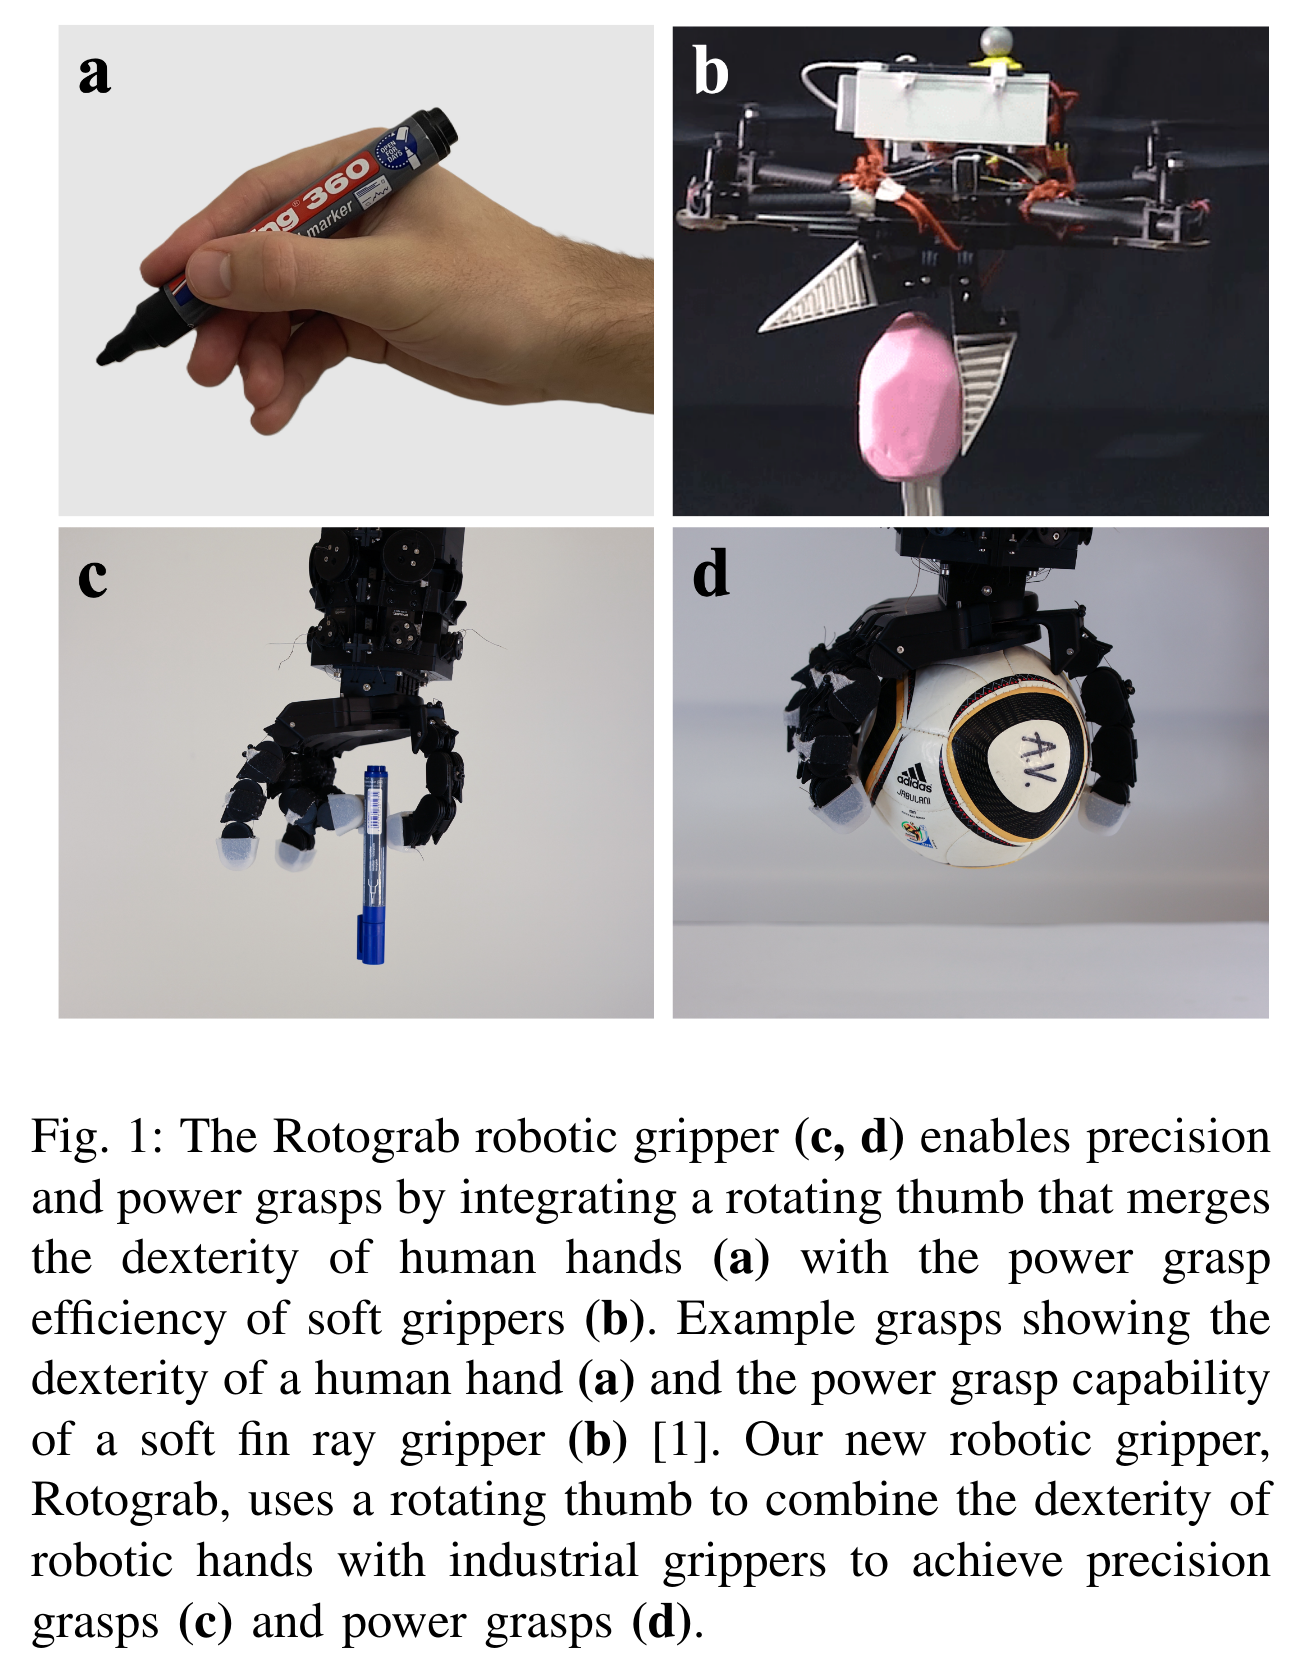 a
b
OPEN
FOR
DAYS
ng® 360
marker
c
d
A.V.
adidas
JABULANI
Fig. 1: The Rotograb robotic gripper (c, d) enables precision
and power grasps by integrating a rotating thumb that merges
the dexterity of human hands (a) with the power grasp
efficiency of soft grippers (b). Example grasps showing the
dexterity of a human hand (a) and the power grasp capability
of a soft fin ray gripper (b) [1]. Our new robotic gripper,
Rotograb, uses a rotating thumb to combine the dexterity of
robotic hands with industrial grippers to achieve precision
grasps (c) and power grasps (d).